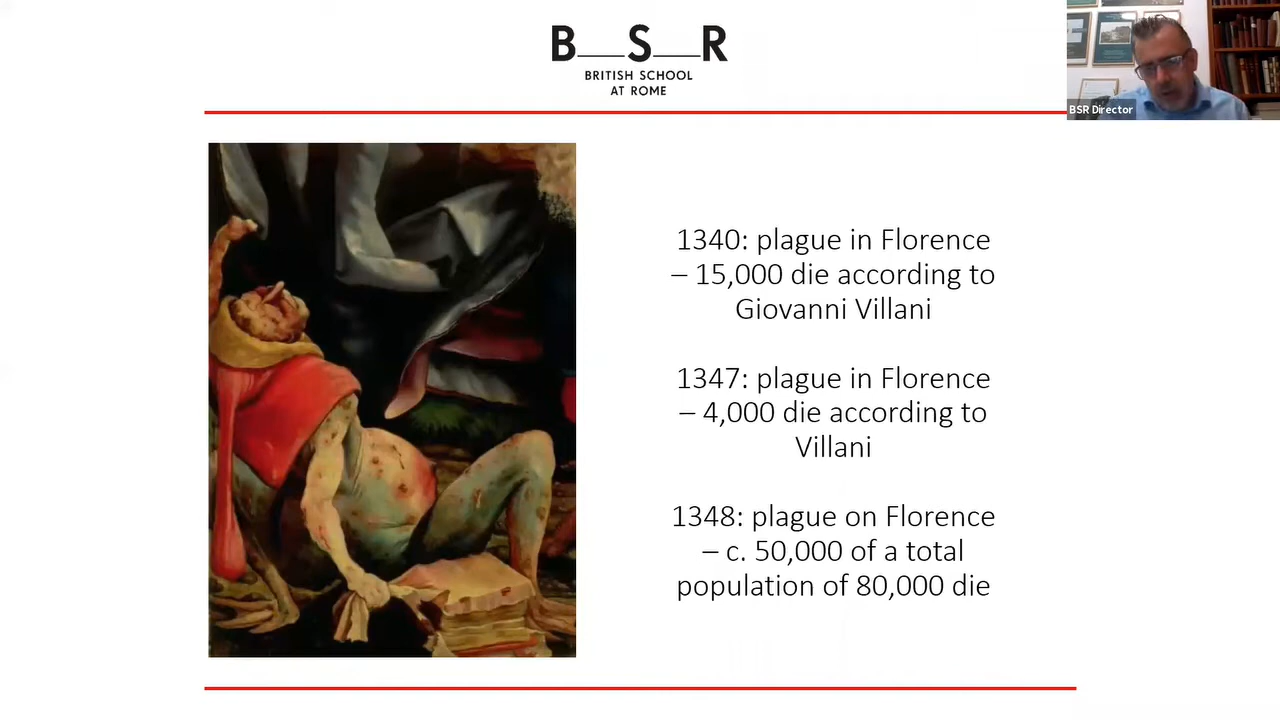 B__S__R
BRITISH SCHOOL
AT ROME
BSR Director
1340: plague in Florence
– 15,000 die according to
Giovanni Villani
1347: plague in Florence
– 4,000 die according to
Villani
1348: plague on Florence
– c. 50,000 of a total
population of 80,000 die